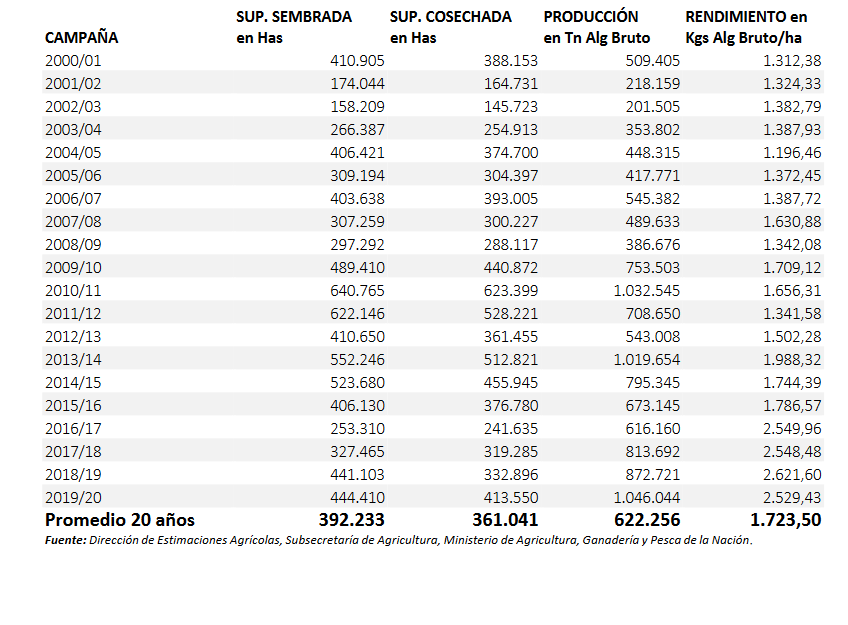 SUP. SEMBRADA SUP. COSECHADA PRODUCCIÓN RENDIMIENTO en
CAMPAÑA en Has en Has en Tn Alg Bruto Kgs Alg Bruto/ha
2000/01 410.905 388.153 509.405 1.312,38
2001/02 174.044 164.731 218.159 1.324,33
2002/03 158.209 145.723 201.505 1.382,79
2003/04 266.387 254.913 353.802 1.387,93
2004/05 406.421 374.700 448.315 1.196,46
2005/06 309.194 304.397 417.771 1.372,45
2006/07 403.638 393.005 545.382 1.387,72
2007/08 307.259 300.227 489.633 1.630,88
2008/09 297.292 288.117 386.676 1.342,08
2009/10 489.410 440.872 753.503 1.709,12
2010/11 640.765 623.399 1.032.545 1.656,31
2011/12 622.146 528.221 708.650 1.341,58
2012/13 410.650 361.455 543.008 1.502,28
2013/14 552.246 512.821 1.019.654 1.988,32
2014/15 523.680 455.945 795.345 1.744,39
2015/16 406.130 376.780 673.145 1.786,57
2016/17 253.310 241.635 616.160 2.549,96
2017/18 327.465 319.285 813.692 2.548,48
2018/19 441.103 332.896 872.721 2.621,60
2019/20 444.410 413.550 1.046.044 2.529,43
Promedio 20 años 392.233 361.041 622.256 1.723,50
Fuente: Dirección de Estimaciones Agrícolas, Subsecretaría de Agricultura, Ministerio de Agricultura, Ganadería y Pesca de la Nación.